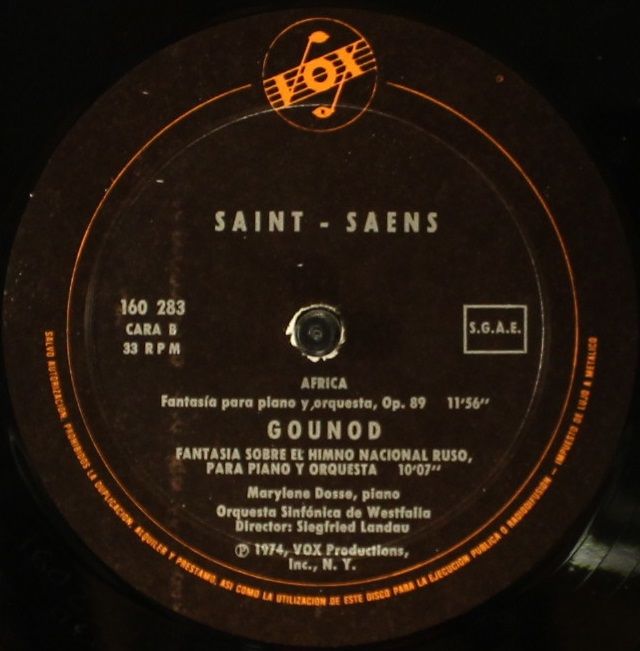 VOX
SAINT - SAENS
160 283
CARA B
33 RPM
S.G.A.E.
AFRICA
Fantasía para piano y orquesta, Op. 89 11'56"
GOUNOD
FANTASIA SOBRE EL HIMNO NACIONAL RUSO,
PARA PIANO Y ORQUESTA 10'07"
Marylene Dosse, piano
Orquesta Sinfónica de Westfalia
Director: Siegfried Landau
℗ 1974, VOX Productions,
Inc., N. Y.
SALVO AUTORIZACION, PROHIBIDOS LA DUPLICACION, ALQUILER Y PRESTAMO, ASI COMO LA UTILIZACION DE ESTE DISCO PARA LA EJECUCION PUBLICA O RADIODIFUSION - IMPUESTO DE LUJO A METALICO